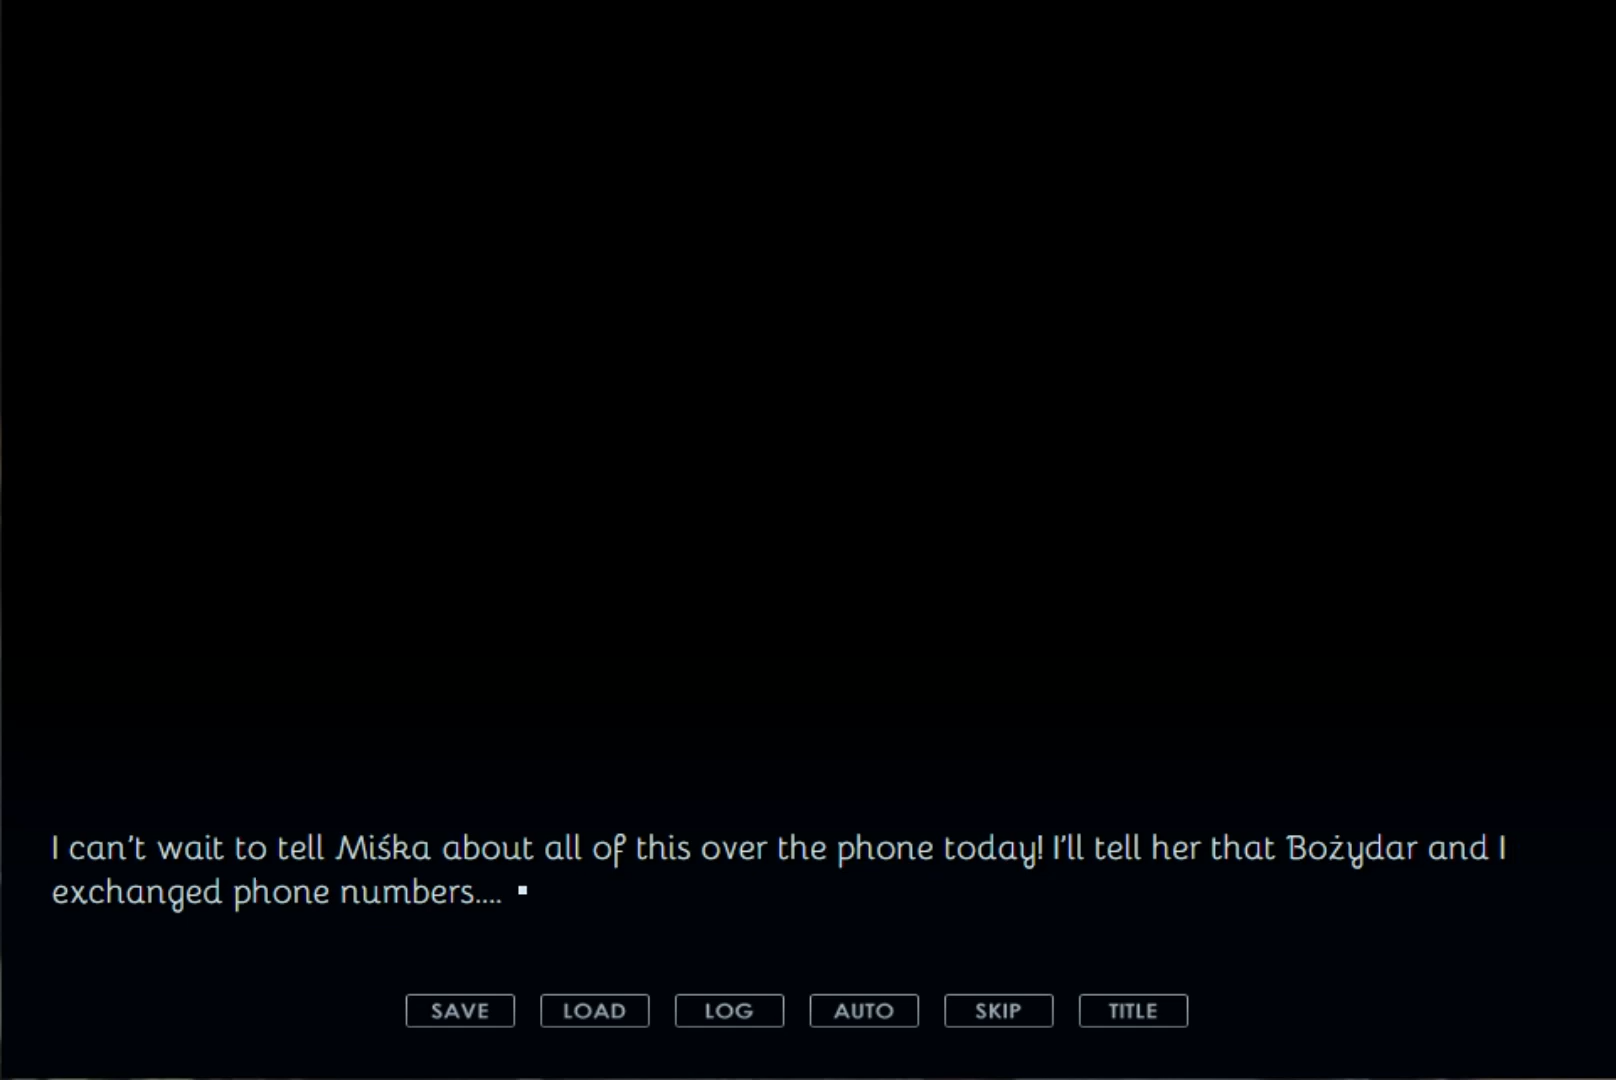 I can't wait to tell Miśka about all of this over the phone today! I'll tell her that Bożydar and I
exchanged phone numbers....
SAVE LOAD LOG AUTO SKIP TITLE